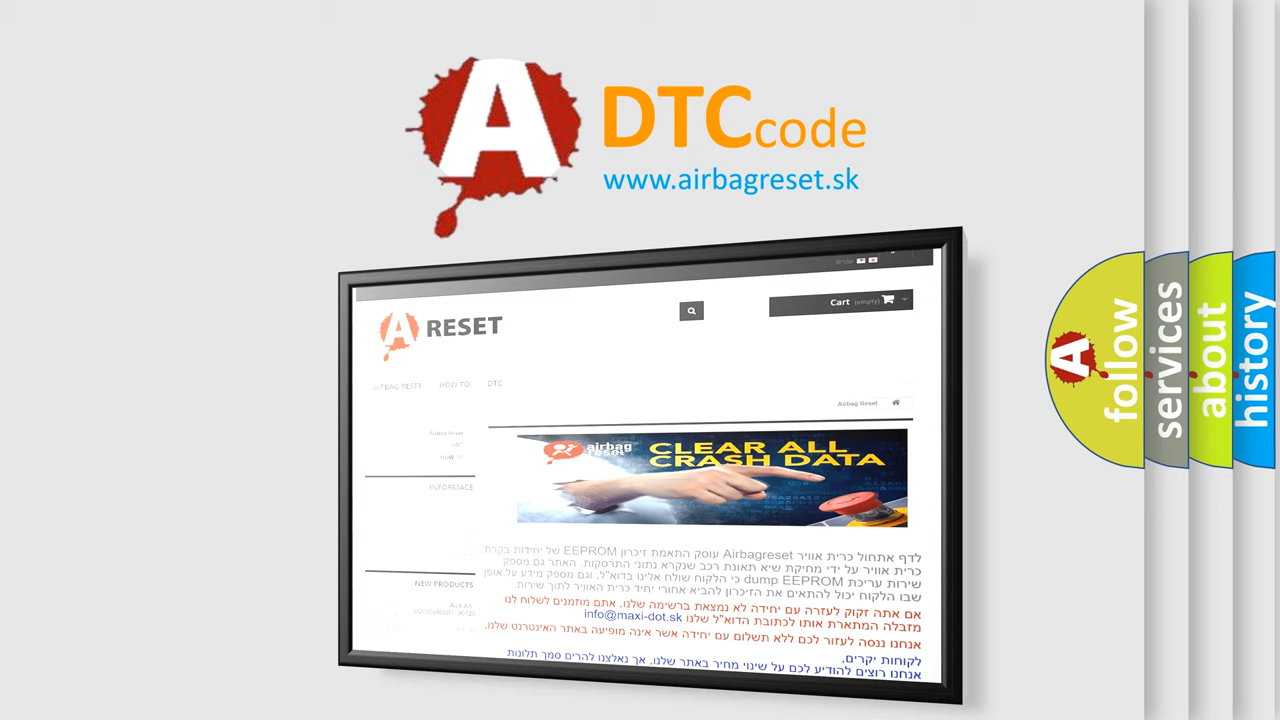 A
DTC code
www.airbagreset.sk
Cart (empty)
A RESET
AIRBAG RESET HOW TO DTC
Airbag Reset
Airbag Reset
airbag
reset
CLEAR ALL
CRASH DATA
INFORMACE
NEW PRODUCTS
לדף אתחול כרית אוויר Airbagreset עוסק התאמת זיכרון EEPROM של יחידות בקרת
כרית אוויר על ידי מחיקת שיא תאונת רכב שנקרא נתוני התרסקות. האתר גם מספק
שירות עריכת dump EEPROM כי הלקוח שולח אלינו בדוא"ל, וגם מספק מידע על אופן
שבו הלקוח יכול להתאים את הזיכרון להביא אחורי יחיד כרית האוויר לתוך שירות.
אם אתה זקוק לעזרה עם יחידה לא נמצאת ברשימה שלנו, אתם מוזמנים לשלוח לנו
מזבלה המתארת אותו לכתובת הדוא"ל שלנו info@maxi-dot.sk
אנחנו ננסה לעזור לכם ללא תשלום עם יחידה אשר אינה מופיעה באתר האינטרנט שלנו.
לקוחות יקרים,
אנחנו רוצים להודיע לכם על שינוי מחיר באתר שלנו, אך נאלצנו להרים סמך תלונות
A
follow
services
about
history